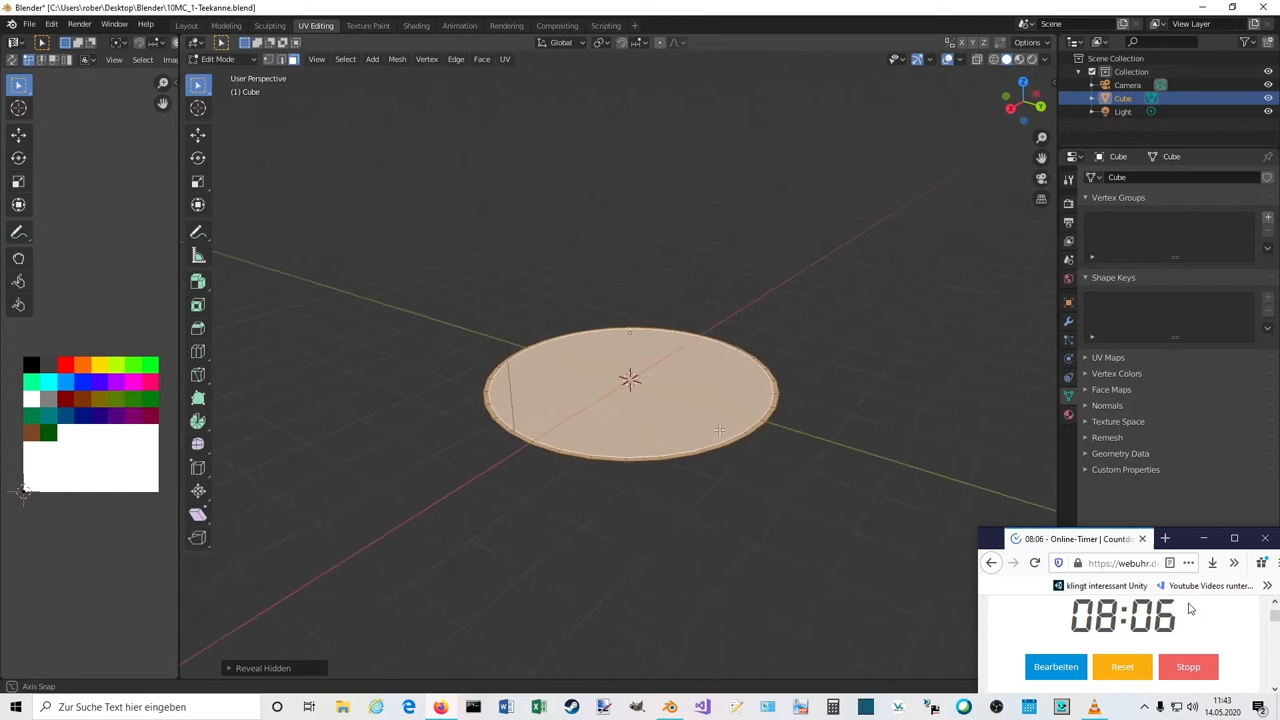 Blender* [C:\Users\rober\Desktop\Blender\10MC_1-Teekanne.blend]
File Edit Render Window Help Layout Modeling Sculpting UV Editing Texture Paint Shading Animation Rendering Compositing Scripting Scene View Layer
Global Options
View Select Edit Mode View Select Add Mesh Vertex Edge Face UV
User Perspective
(1) Cube
Scene Collection
Collection
Camera
Cube
Light
Cube Cube
Cube
Vertex Groups
Shape Keys
UV Maps
Vertex Colors
Face Maps
Normals
Texture Space
Remesh
Geometry Data
Custom Properties
X Y Z
Reveal Hidden
Axis Snap
08:06 - Online-Timer | Countdo
https://webuhr.de
klingt interessant Unity Youtube Videos runter...
08:06
Bearbeiten Reset Stopp
Zur Suche Text hier eingeben
11:43
14.05.2020